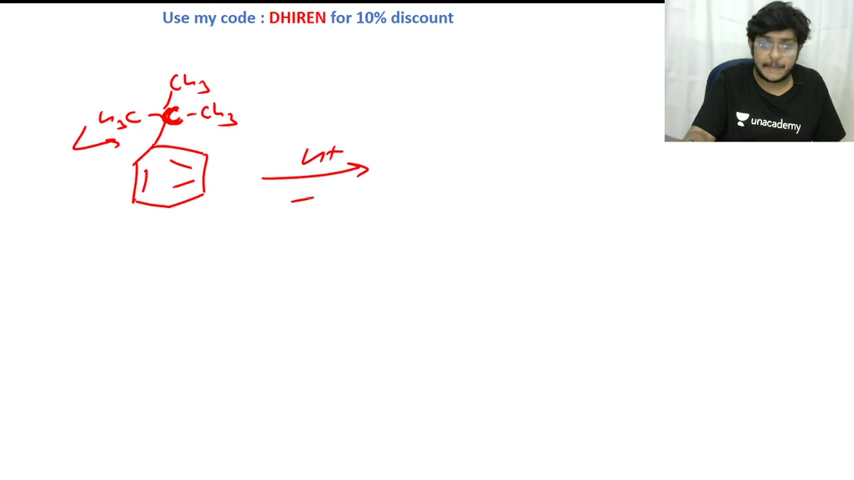 Use my code : DHIREN for 10% discount
CH3
H3C - C - CH3
H+
unacademy